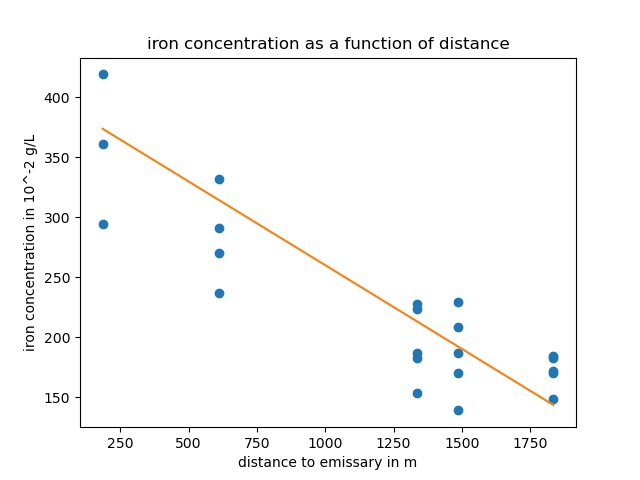 iron concentration as a function of distance
400
350
300
250
200
150
iron concentration in 10^-2 g/L
250 500 750 1000 1250 1500 1750
distance to emissary in m